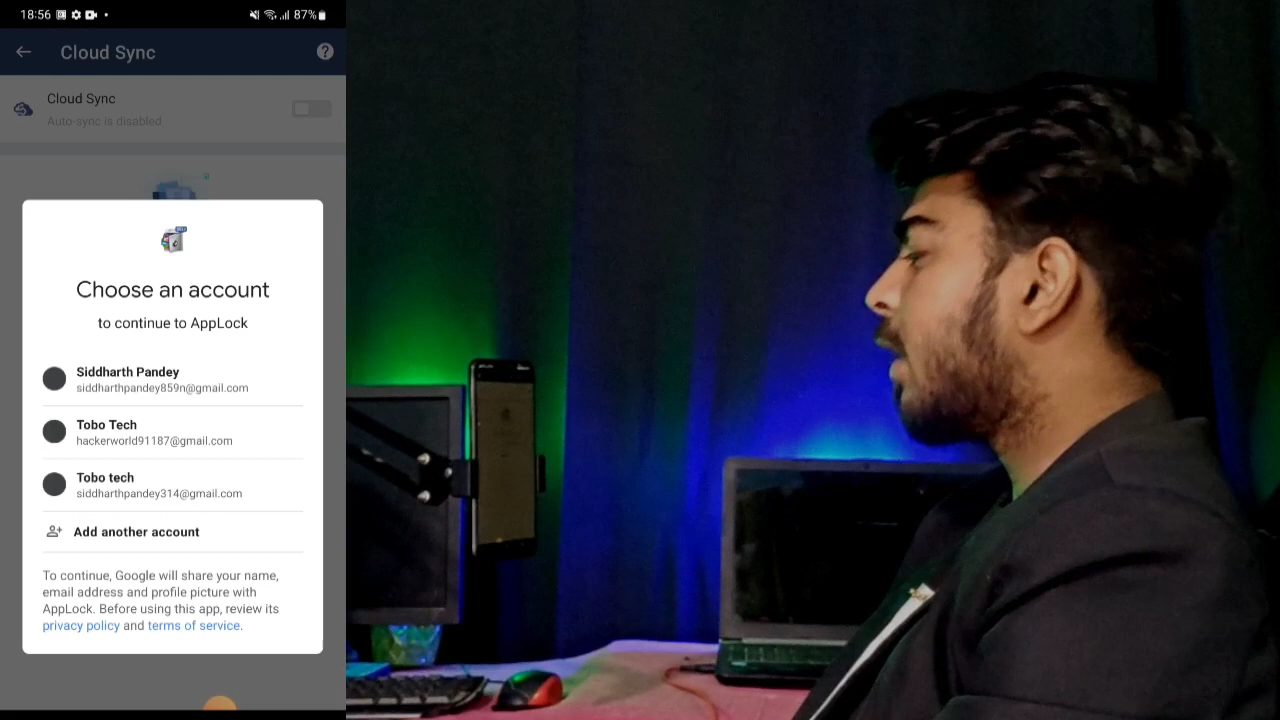 18:56
87%
Cloud Sync
Cloud Sync
Auto-sync is disabled
Choose an account
to continue to AppLock
Siddharth Pandey
siddharthpandey859n@gmail.com
Tobo Tech
hackerworld91187@gmail.com
Tobo tech
siddharthpandey314@gmail.com
Add another account
To continue, Google will share your name,
email address and profile picture with
AppLock. Before using this app, review its
privacy policy and terms of service.